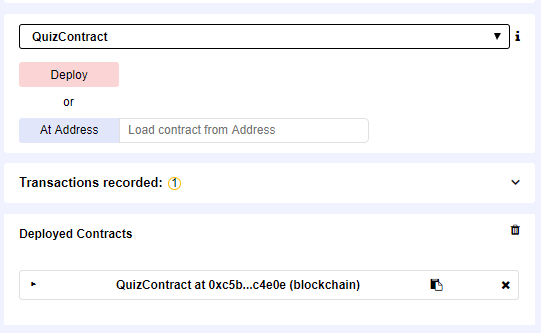 QuizContract
Deploy
or
At Address Load contract from Address
Transactions recorded: 1
Deployed Contracts
QuizContract at 0xc5b...c4e0e (blockchain)